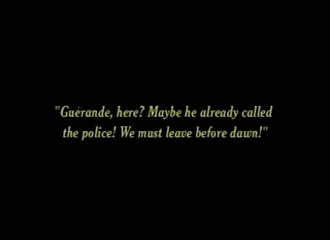 "Guérande, here? Maybe he already called
the police! We must leave before dawn!"